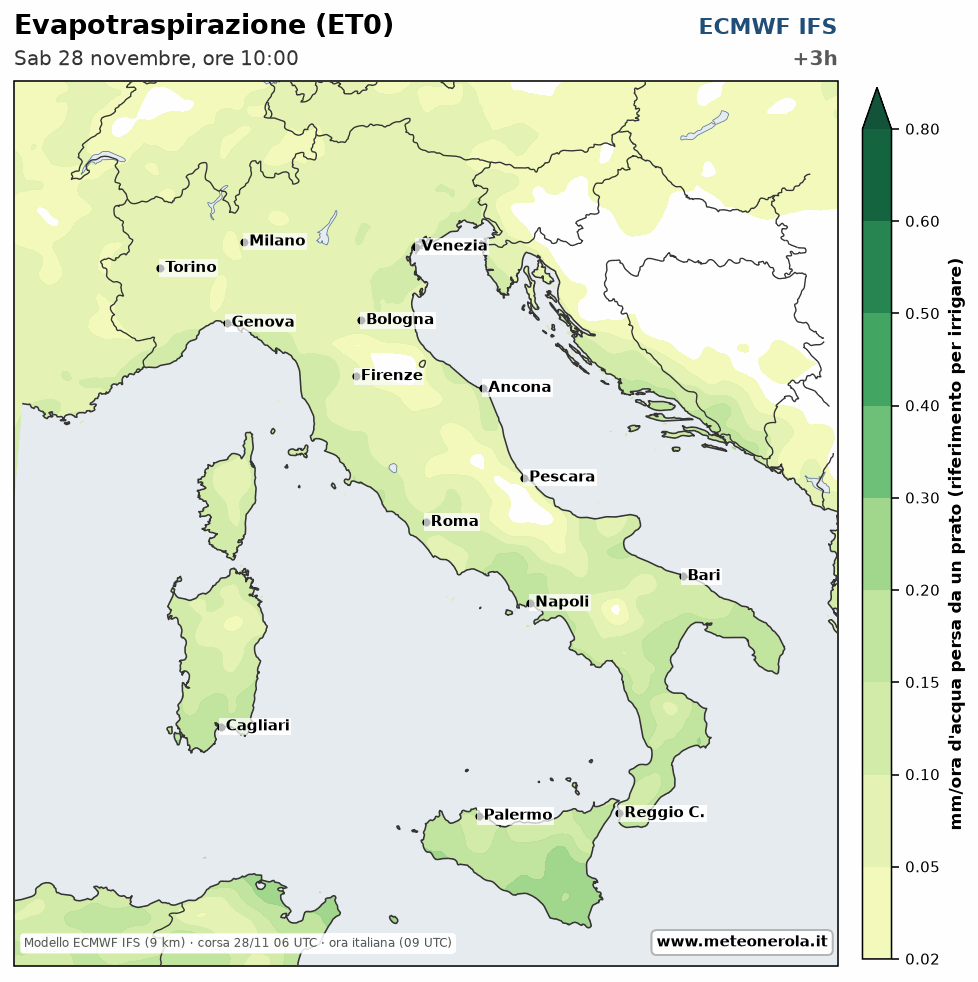 Evapotraspirazione (ET0)
ECMWF IFS
Sab 28 novembre, ore 10:00
+3h
Milano
Venezia
Torino
Genova
Bologna
Firenze
Ancona
Pescara
Roma
Bari
Napoli
Cagliari
Palermo
Reggio C.
0.80
0.60
0.50
0.40
0.30
0.20
0.15
0.10
0.05
0.02
mm/ora d'acqua persa da un prato (riferimento per irrigare)
Modello ECMWF IFS (9 km) · corsa 28/11 06 UTC · ora italiana (09 UTC)
www.meteonerola.it